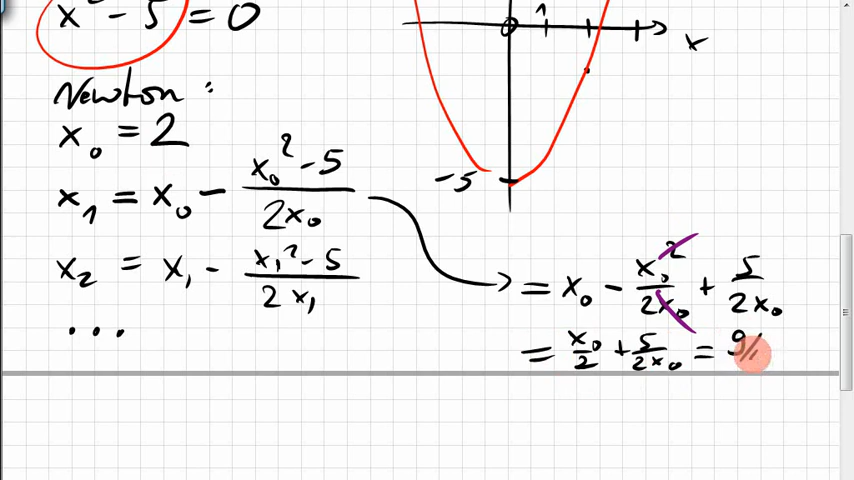 x² - 5 = 0
Newton:
x₀ = 2
x₁ = x₀ - (x₀² - 5)/(2x₀)
x₂ = x₁ - (x₁² - 5)/(2x₁)
...
0 1 x
-5
= x₀ - x₀²/(2x₀) + 5/(2x₀)
= x₀/2 + 5/(2x₀) = 9/